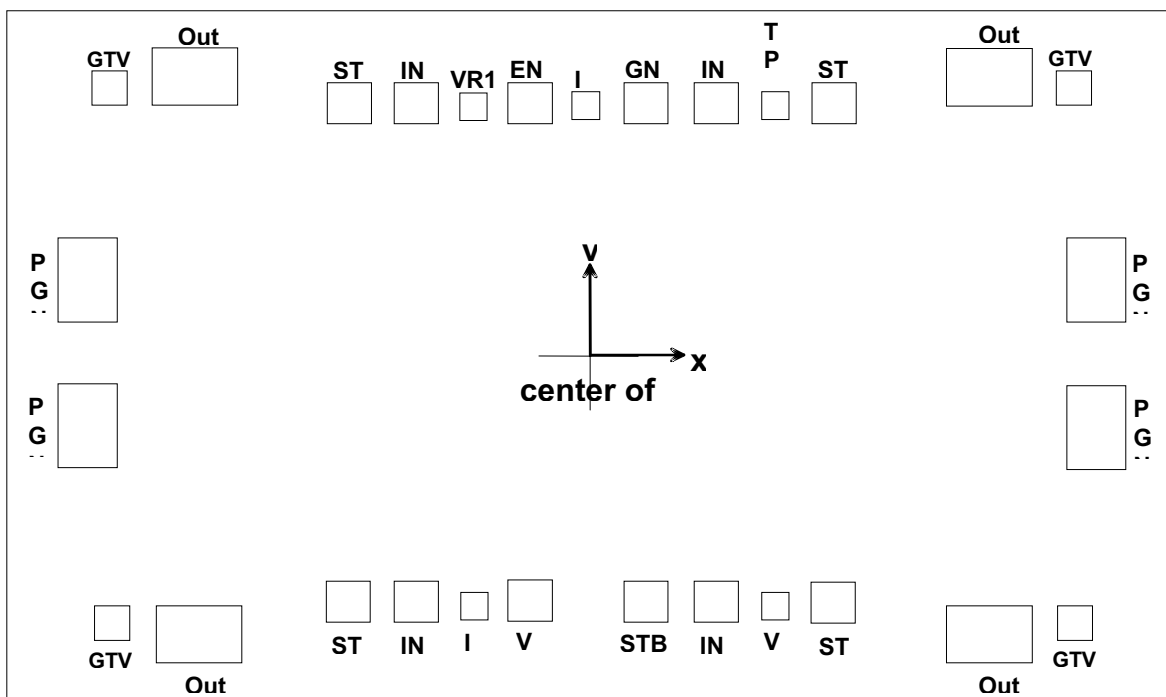 GTV
Out
ST
IN
VR1
EN
I
GN
IN
T
P
ST
Out
GTV
P
G
P
G
y
x
center of
P
G
P
G
GTV
Out
ST
IN
I
V
STB
IN
V
ST
Out
GTV